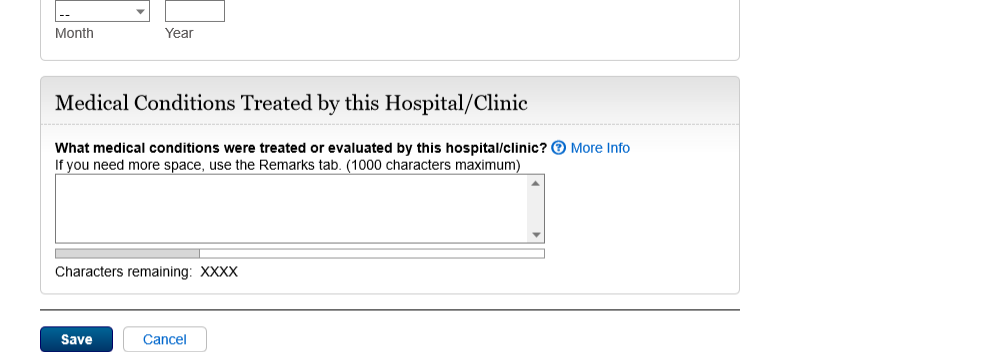 --
Month Year
Medical Conditions Treated by this Hospital/Clinic
What medical conditions were treated or evaluated by this hospital/clinic? More Info
If you need more space, use the Remarks tab. (1000 characters maximum)
Characters remaining: XXXX
Save Cancel